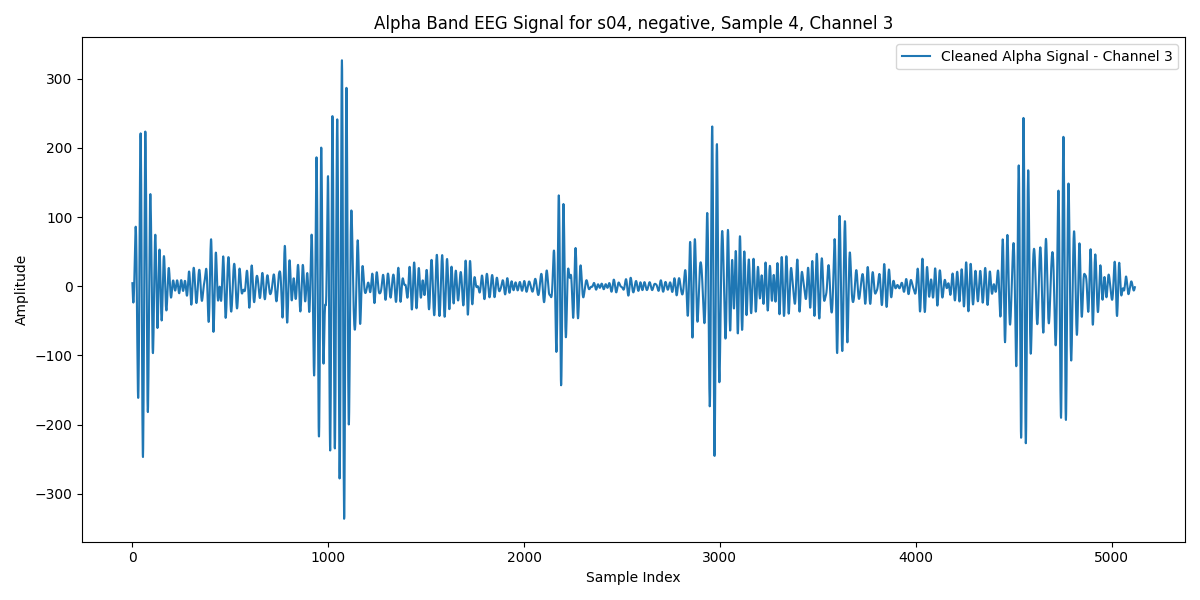 Alpha Band EEG Signal for s04, negative, Sample 4, Channel 3
Cleaned Alpha Signal - Channel 3
300
200
100
0
−100
−200
−300
Amplitude
0 1000 2000 3000 4000 5000
Sample Index